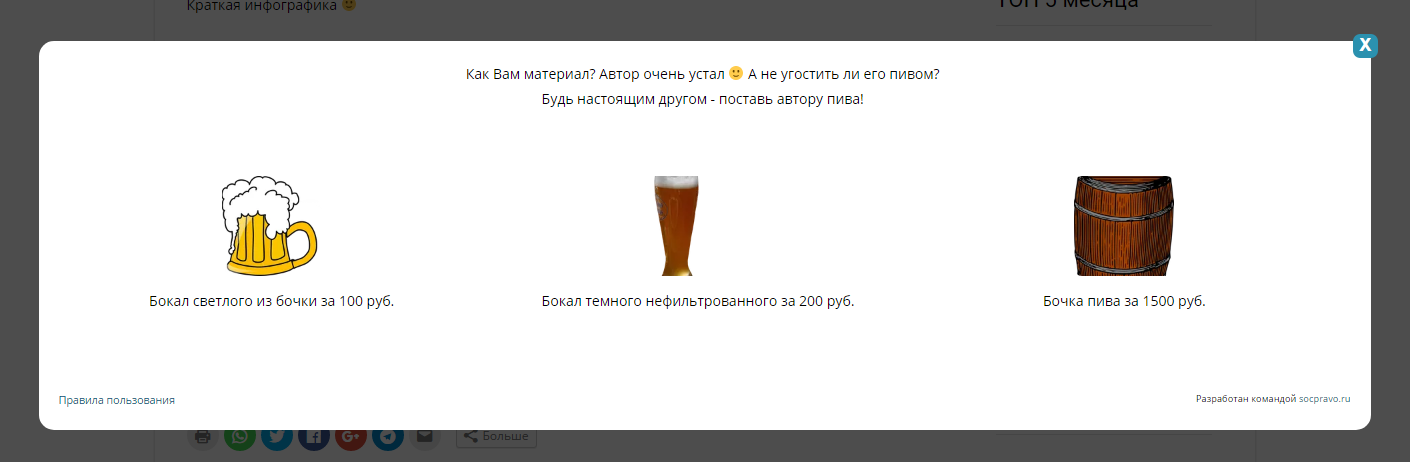 Краткая инфографика
ТОП 5 месяца
X
Как Вам материал? Автор очень устал 🙂 А не угостить ли его пивом?
Будь настоящим другом - поставь автору пива!
Бокал светлого из бочки за 100 руб.
Бокал темного нефильтрованного за 200 руб.
Бочка пива за 1500 руб.
Правила пользования
Разработан командой socpravo.ru
Больше